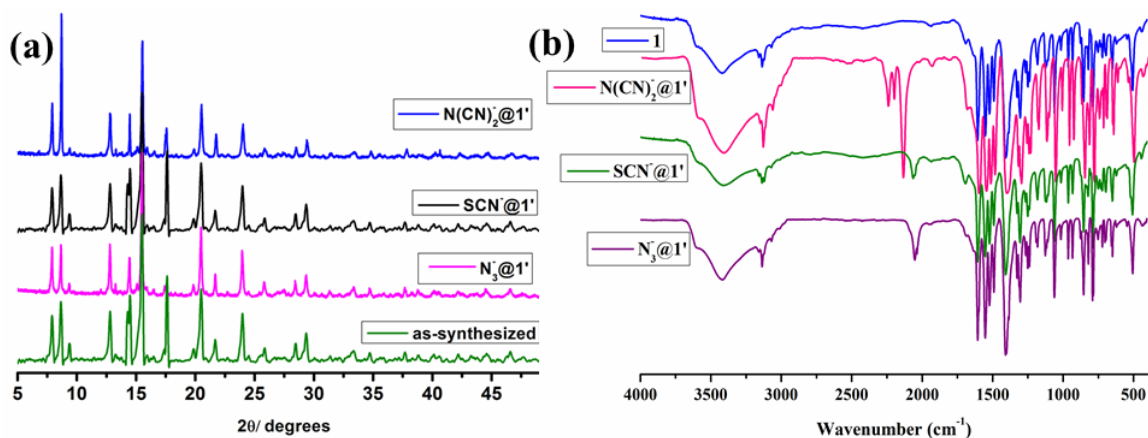 (a)
N(CN)₂⁻@1'
SCN⁻@1'
N₃⁻@1'
as-synthesized
5 10 15 20 25 30 35 40 45
2θ/ degrees
(b)
1
N(CN)₂⁻@1'
SCN⁻@1'
N₃⁻@1'
4000 3500 3000 2500 2000 1500 1000 500
Wavenumber (cm⁻¹)